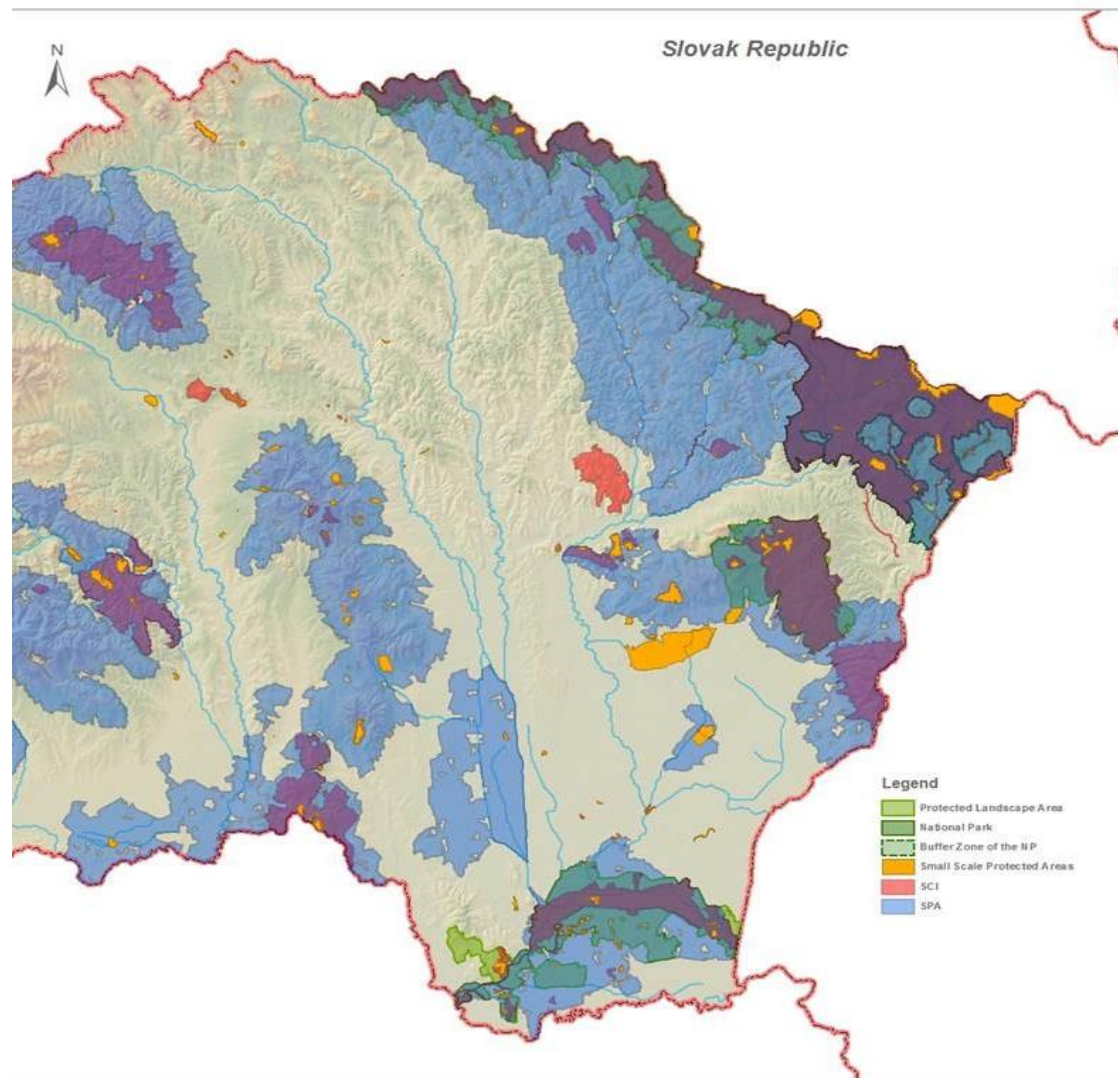 Slovak Republic
N
Legend
Protected Landscape Area
National Park
Buffer Zone of the NP
Small Scale Protected Areas
SCI
SPA